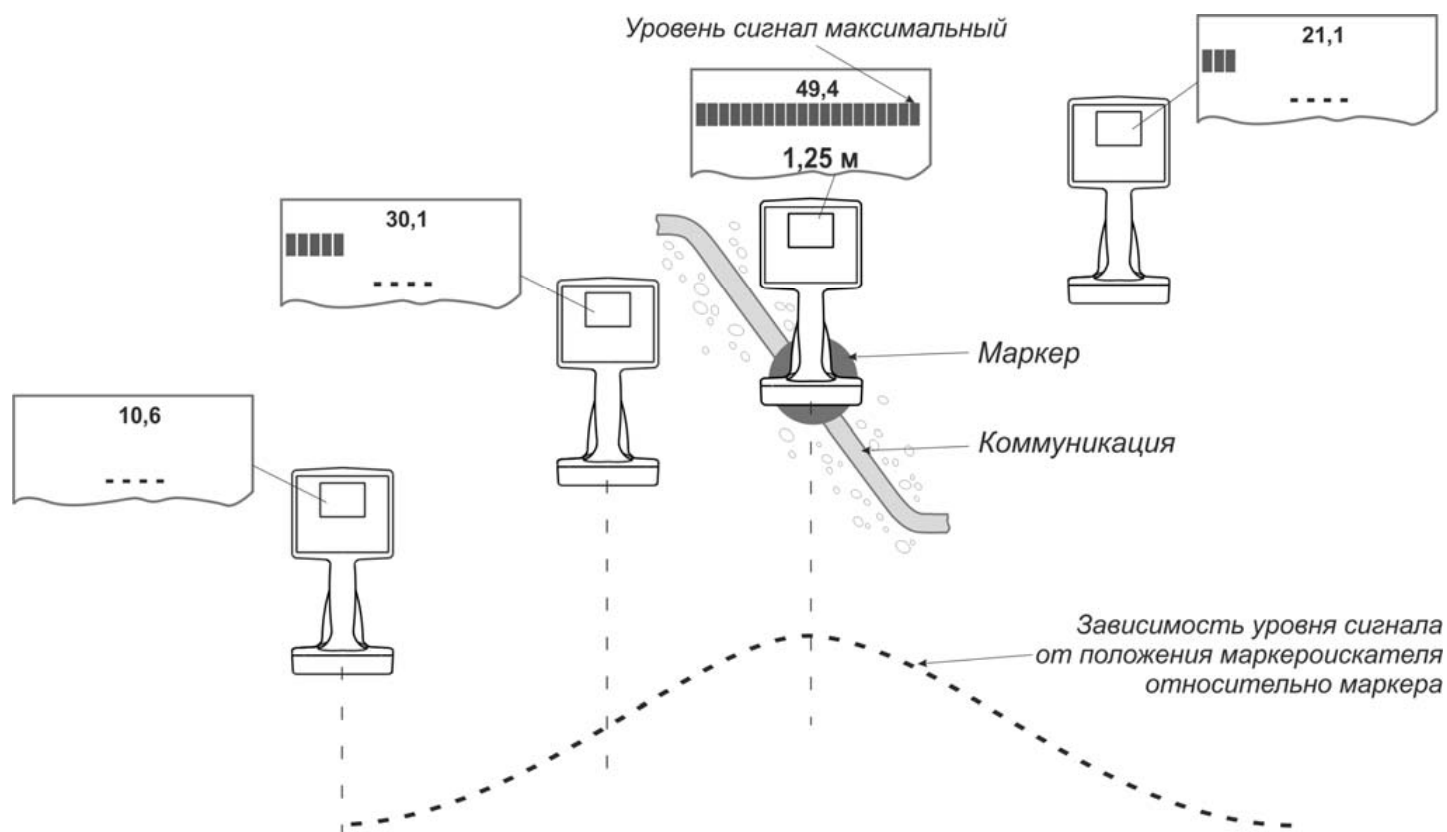 Уровень сигнал максимальный
21,1
- - - -
49,4
1,25 м
30,1
- - - -
Маркер
10,6
- - - -
Коммуникация
Зависимость уровня сигнала
от положения маркероискателя
относительно маркера